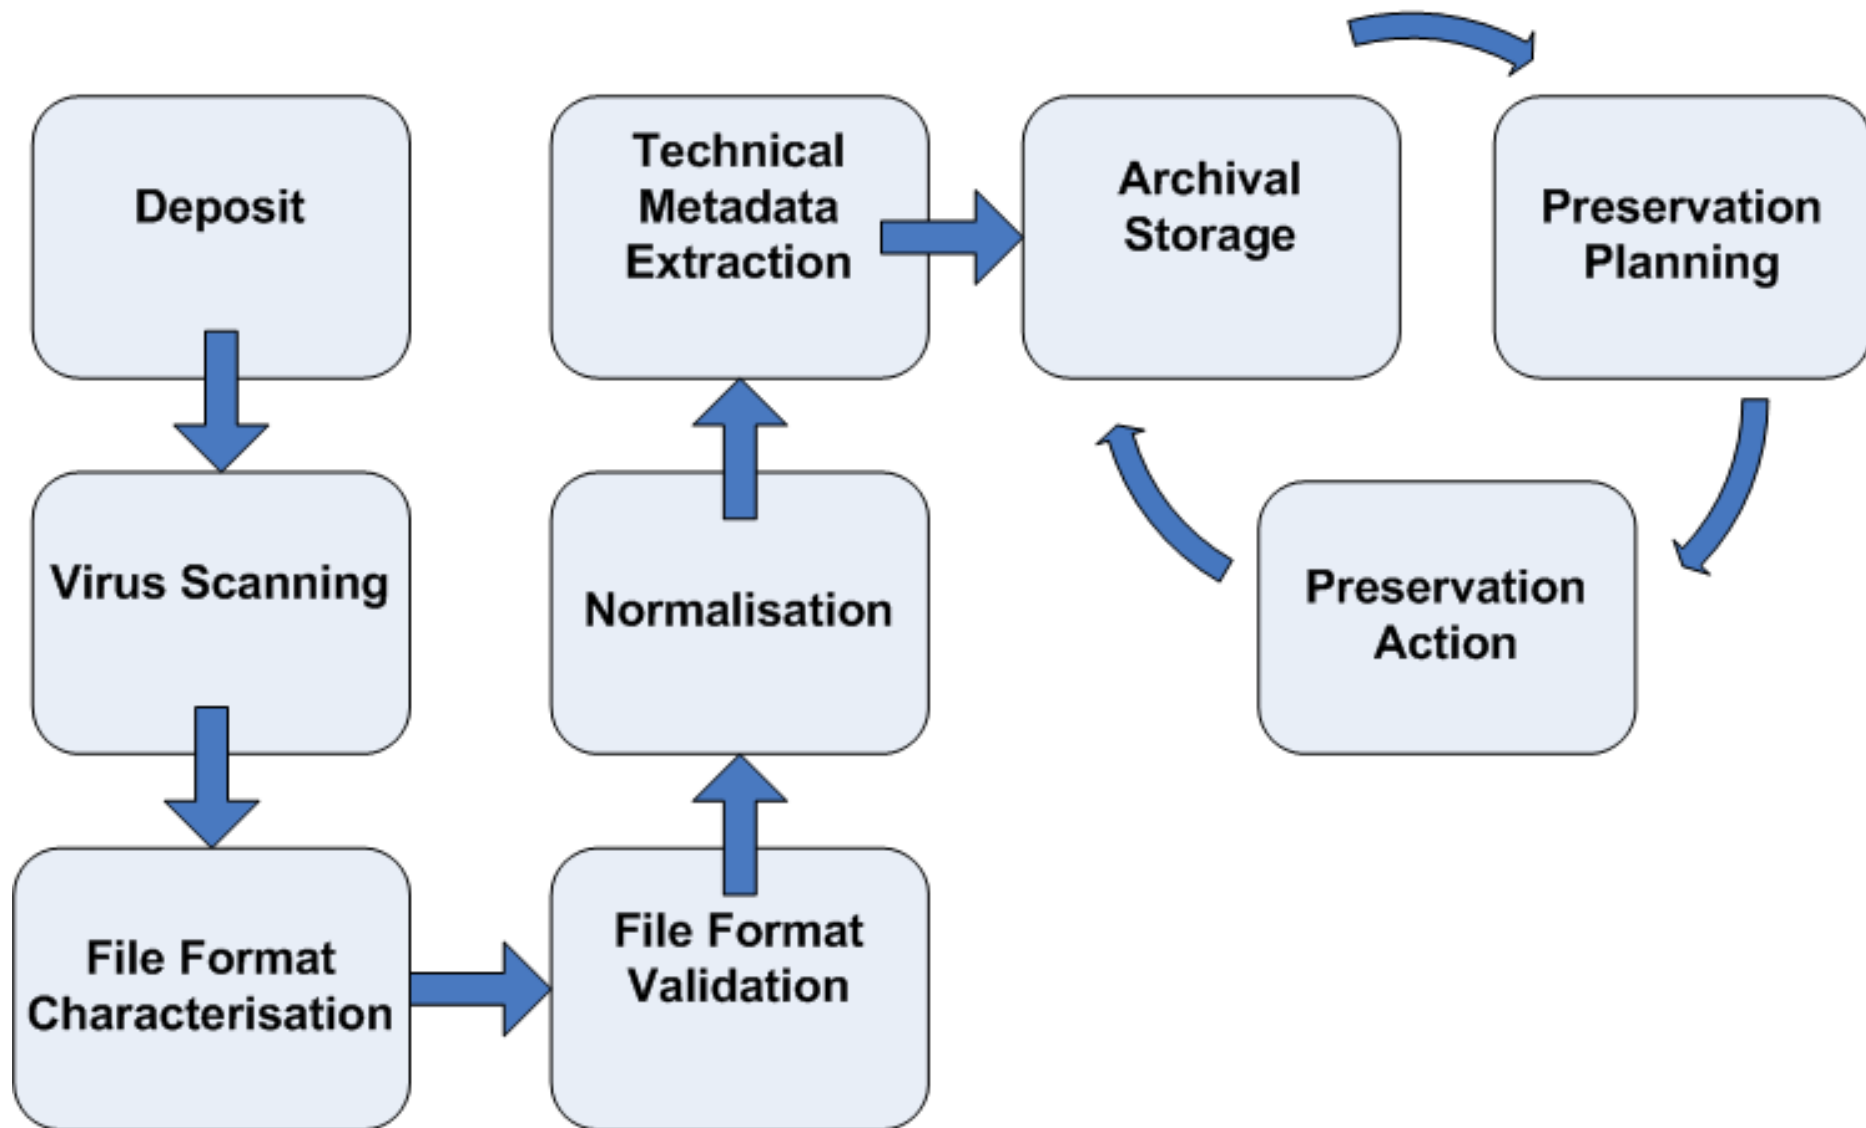 Deposit
Virus Scanning
File Format
Characterisation
File Format
Validation
Normalisation
Technical
Metadata
Extraction
Archival
Storage
Preservation
Planning
Preservation
Action